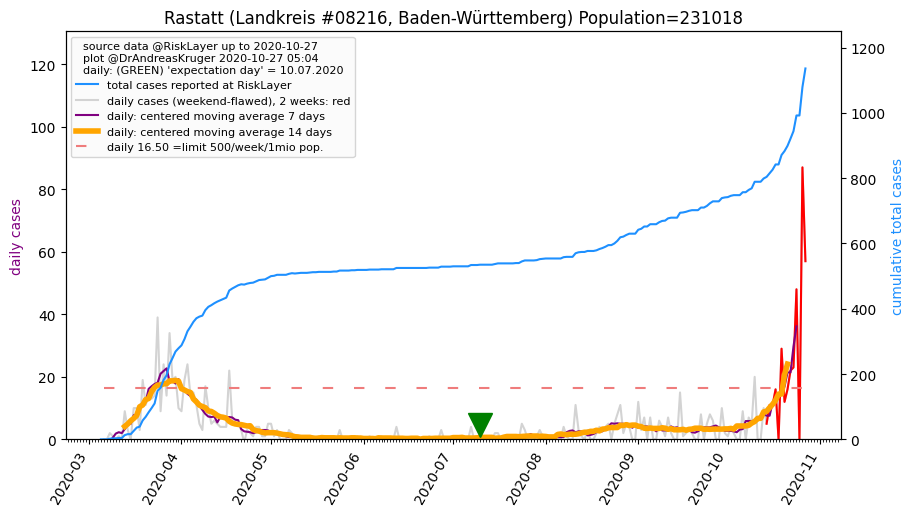 Rastatt (Landkreis #08216, Baden-Württemberg) Population=231018
source data @RiskLayer up to 2020-10-27
plot @DrAndreasKruger 2020-10-27 05:04
daily: (GREEN) 'expectation day' = 10.07.2020
total cases reported at RiskLayer
daily cases (weekend-flawed), 2 weeks: red
daily: centered moving average 7 days
daily: centered moving average 14 days
daily 16.50 =limit 500/week/1mio pop.
daily cases
120
100
80
60
40
20
0
cumulative total cases
1200
1000
800
600
400
200
0
2020-03
2020-04
2020-05
2020-06
2020-07
2020-08
2020-09
2020-10
2020-11